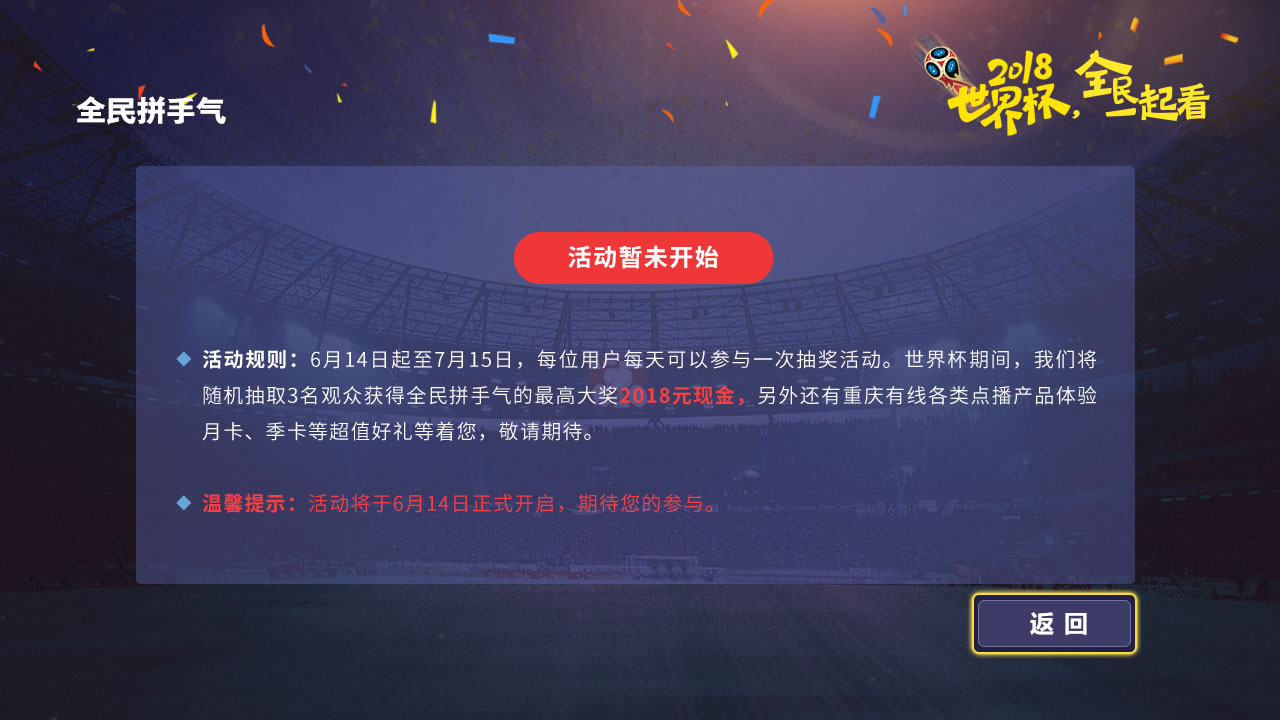 全民拼手气
2018
世界杯，全民一起看
活动暂未开始
活动规则：6月14日起至7月15日，每位用户每天可以参与一次抽奖活动。世界杯期间，我们将
随机抽取3名观众获得全民拼手气的最高大奖2018元现金，另外还有重庆有线各类点播产品体验
月卡、季卡等超值好礼等着您，敬请期待。
温馨提示：活动将于6月14日正式开启，期待您的参与。
返回